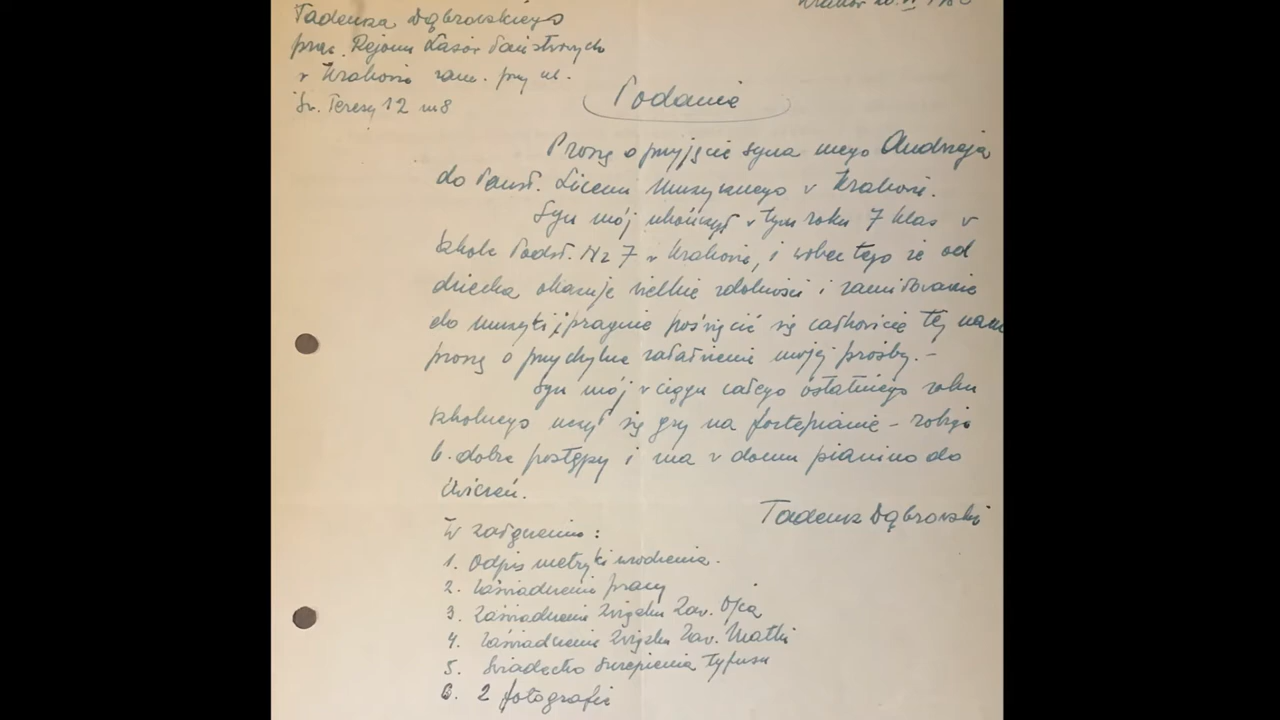 Tadeusza Dąbrowskiego
prac. Rejonu Lasów Państwowych
w Krakowie zam. przy ul.
Św. Teresy 12 m 8
Podanie
Proszę o przyjęcie syna mego Andrzeja
do Państ. Liceum Muzycznego w Krakowie.
Syn mój ukończył w tym roku 7 klas w
Szkole Podst. Nr 7 w Krakowie, i wobec tego że od
dziecka okazuje wielkie zdolności i zamiłowanie
do muzyki i pragnie poświęcić się całkowicie tej
proszę o przychylne załatwienie mojej prośby. -
Syn mój w ciągu całego ostatniego roku
szkolnego uczył się gry na fortepianie - robiąc
b. dobre postępy i ma w domu pianino do
ćwiczeń.
Tadeusz Dąbrowski
W załączeniu :
1. Odpis metryki urodzenia.
2. Zaświadczenie pracy
3. Zaświadczenie Związku Zaw. Ojca
4. Zaświadczenie Związku Zaw. Matki
5. Świadectwo szczepienia tyfusu
6. 2 fotografie